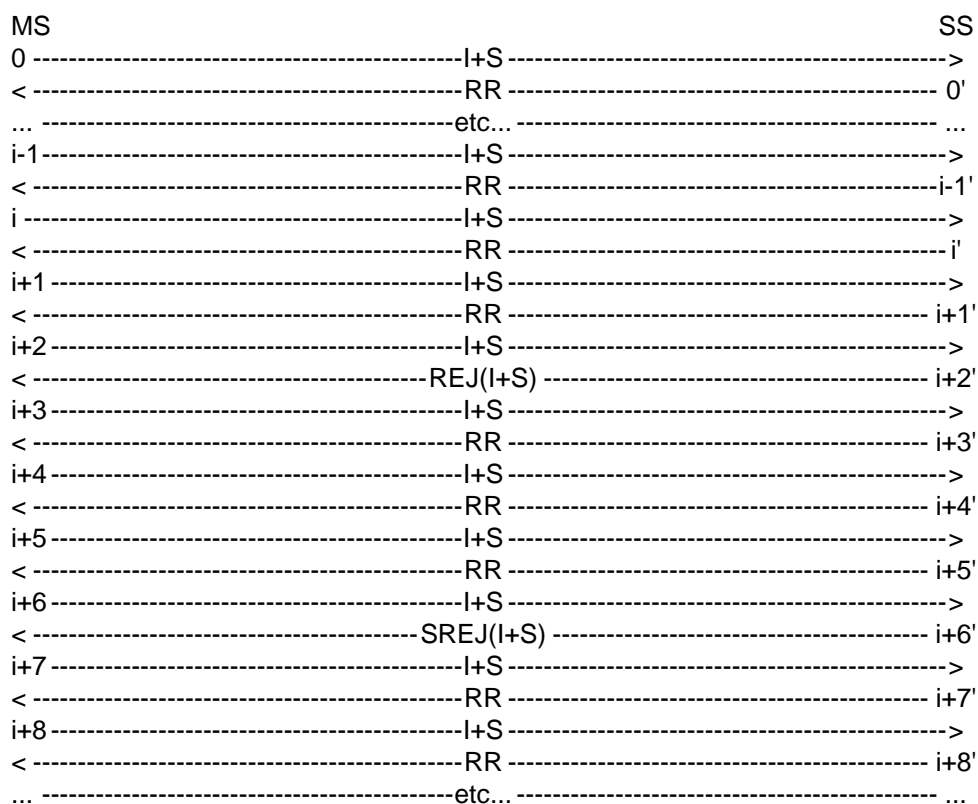 MS SS
0 ---------------------------------------------I+S ----------------------------------------------->
< ---------------------------------------------RR ---------------------------------------------- 0'
... --------------------------------------------etc... --------------------------------------------- ...
i-1---------------------------------------------I+S ----------------------------------------------->
< ---------------------------------------------RR ----------------------------------------------i-1'
i ----------------------------------------------I+S ----------------------------------------------->
< ---------------------------------------------RR ----------------------------------------------- i'
i+1 --------------------------------------------I+S ----------------------------------------------->
< ---------------------------------------------RR --------------------------------------------- i+1'
i+2 --------------------------------------------I+S ----------------------------------------------->
< ------------------------------------------REJ(I+S) ----------------------------------------- i+2'
i+3 --------------------------------------------I+S ----------------------------------------------->
< ---------------------------------------------RR --------------------------------------------- i+3'
i+4 --------------------------------------------I+S ----------------------------------------------->
< ---------------------------------------------RR --------------------------------------------- i+4'
i+5 --------------------------------------------I+S ----------------------------------------------->
< ---------------------------------------------RR --------------------------------------------- i+5'
i+6 --------------------------------------------I+S ----------------------------------------------->
< -----------------------------------------SREJ(I+S) ---------------------------------------- i+6'
i+7 --------------------------------------------I+S ----------------------------------------------->
< ---------------------------------------------RR --------------------------------------------- i+7'
i+8 --------------------------------------------I+S ----------------------------------------------->
< ---------------------------------------------RR --------------------------------------------- i+8'
... --------------------------------------------etc... --------------------------------------------- ...